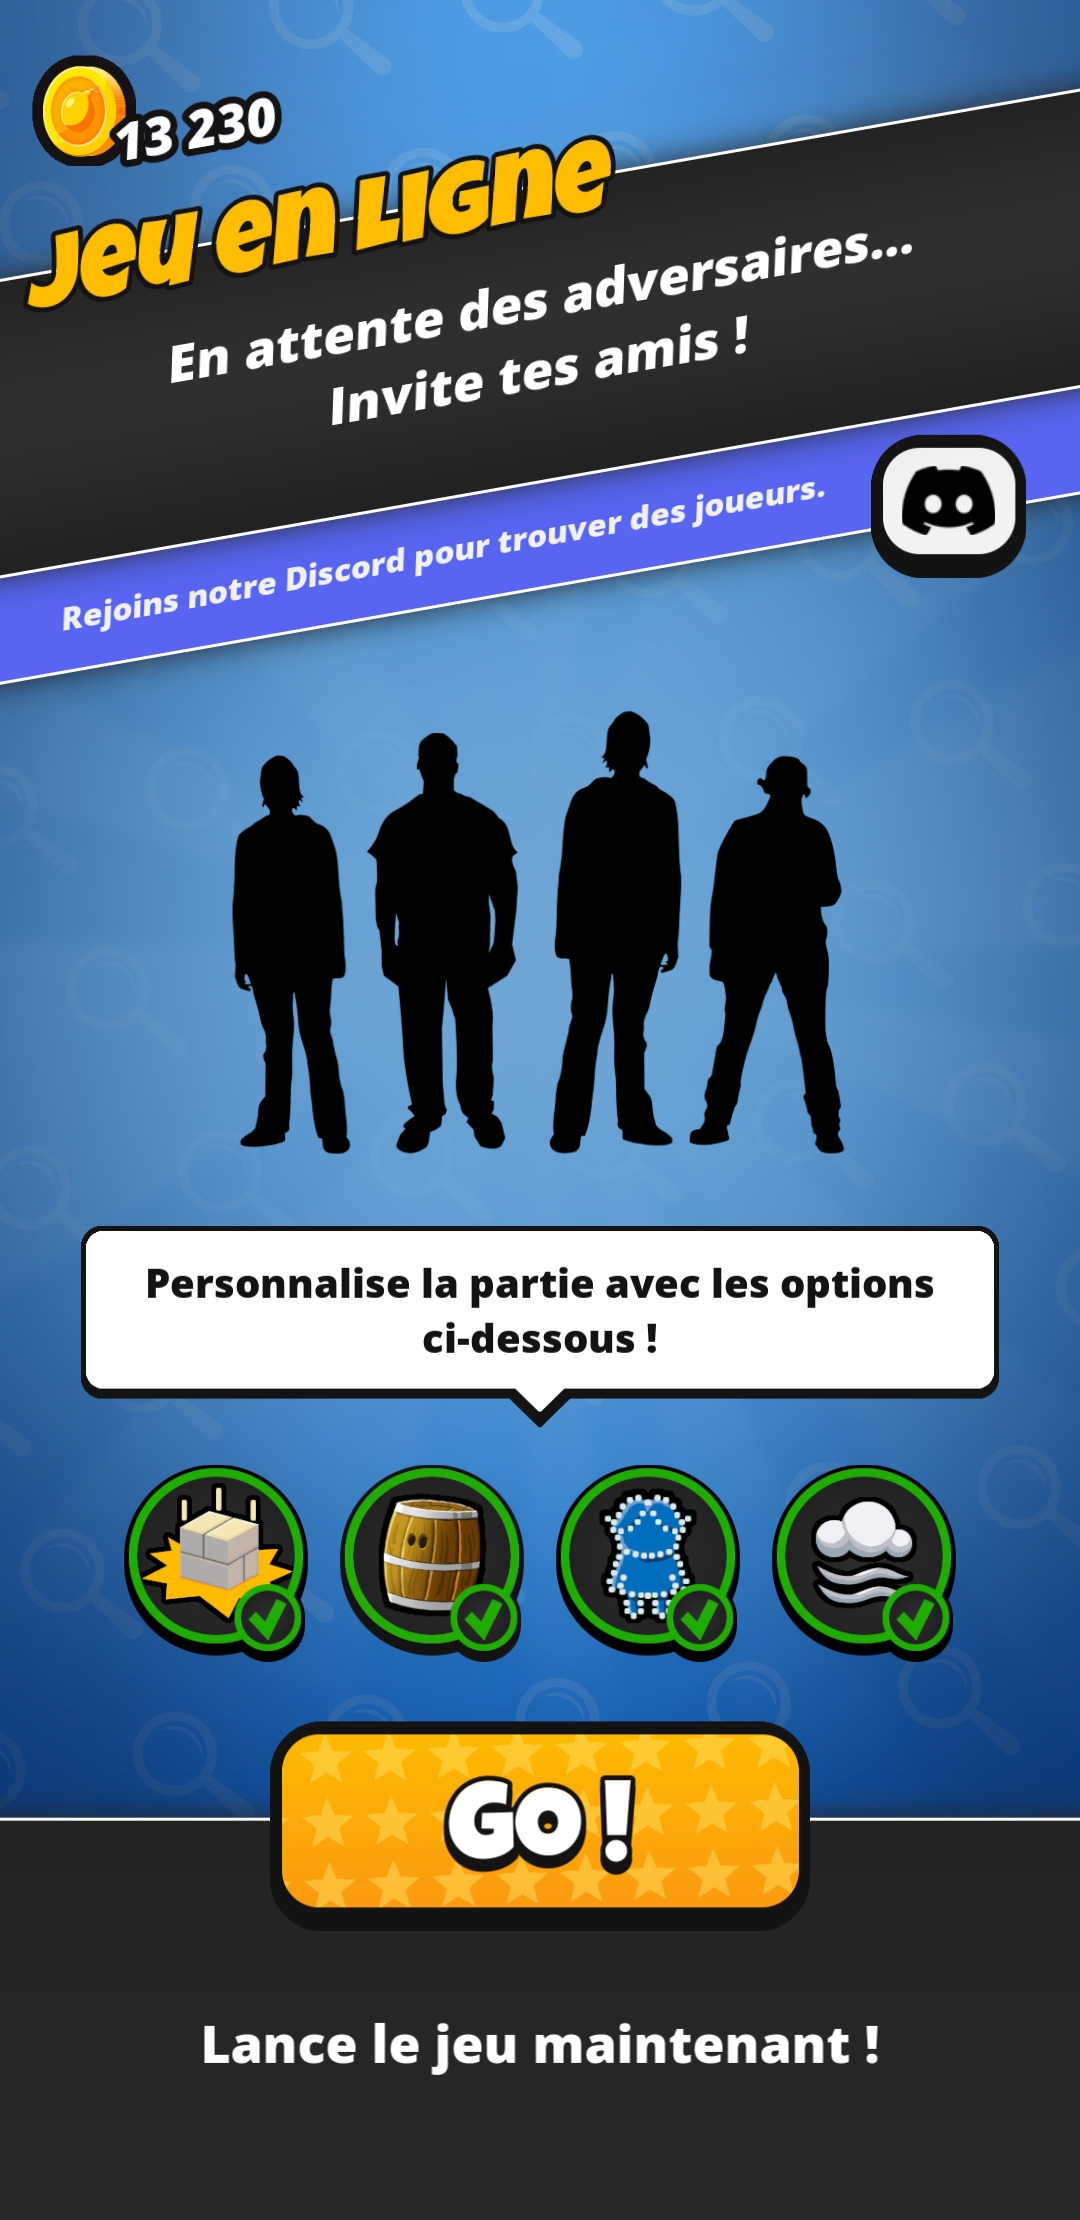 13 230
Jeu en ligne
En attente des adversaires...
Invite tes amis !
Rejoins notre Discord pour trouver des joueurs.
Personnalise la partie avec les options
ci-dessous !
GO !
Lance le jeu maintenant !